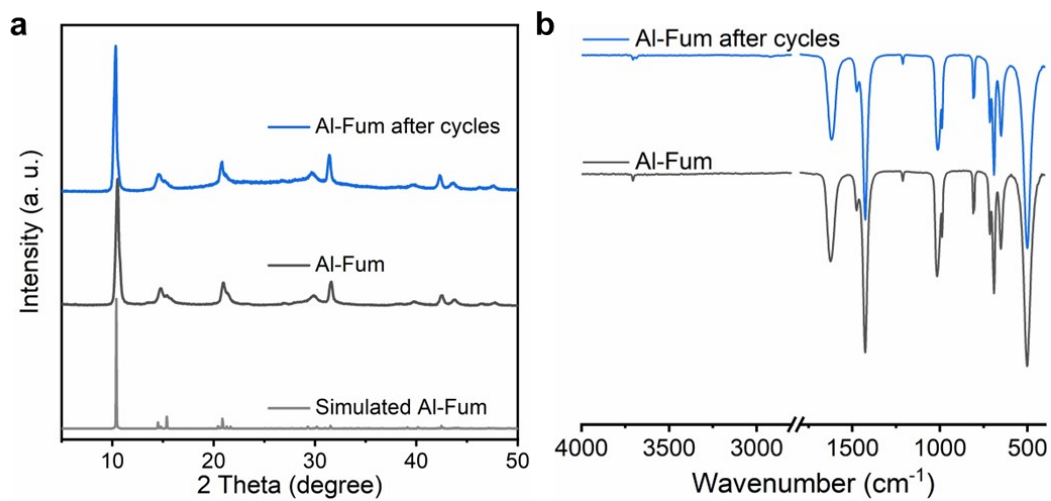 a
Al-Fum after cycles
Al-Fum
Simulated Al-Fum
Intensity (a. u.)
10 20 30 40 50
2 Theta (degree)
b
Al-Fum after cycles
Al-Fum
4000 3500 3000 1500 1000 500
Wavenumber (cm⁻¹)